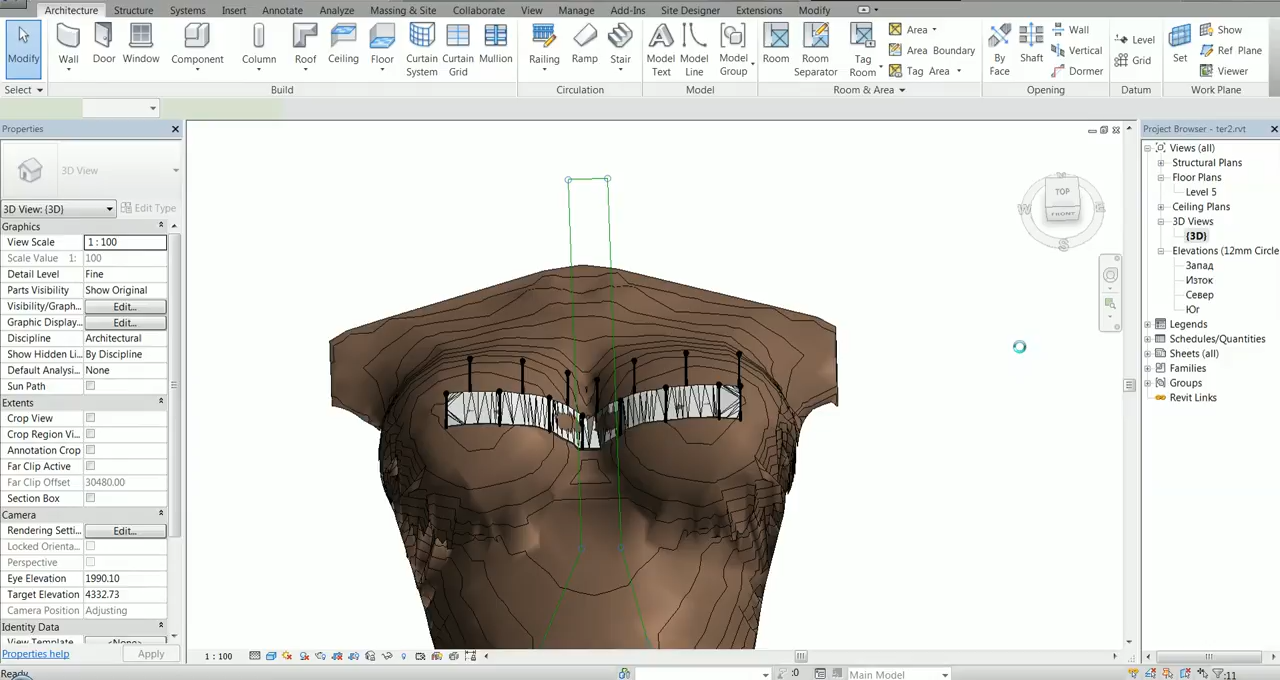 Architecture Structure Systems Insert Annotate Analyze Massing & Site Collaborate View Manage Add-Ins Site Designer Extensions Modify
Modify Wall Door Window Component Column Roof Ceiling Floor Curtain System Curtain Grid Mullion Railing Ramp Stair Model Text Model Line Model Group Room Room Separator Tag Room Area Area Boundary Tag Area By Face Shaft Wall Vertical Dormer Level Grid Set Show Ref Plane Viewer
Select Build Circulation Model Room & Area Opening Datum Work Plane
Properties
3D View
3D View: {3D} Edit Type
Graphics
View Scale 1 : 100
Scale Value 1: 100
Detail Level Fine
Parts Visibility Show Original
Visibility/Graph... Edit...
Graphic Display... Edit...
Discipline Architectural
Show Hidden Li... By Discipline
Default Analysi... None
Sun Path
Extents
Crop View
Crop Region Vi...
Annotation Crop
Far Clip Active
Far Clip Offset 30480.00
Section Box
Camera
Rendering Setti... Edit...
Locked Orienta...
Perspective
Eye Elevation 1990.10
Target Elevation 4332.73
Camera Position Adjusting
Identity Data
View Template <None>
Properties help Apply
Ready
TOP
FRONT
W
E
S
1 : 100
:0 Main Model
:11
Project Browser - ter2.rvt
Views (all)
Structural Plans
Floor Plans
Level 5
Ceiling Plans
3D Views
{3D}
Elevations (12mm Circle
Запад
Изток
Север
Юг
Legends
Schedules/Quantities
Sheets (all)
Families
Groups
Revit Links